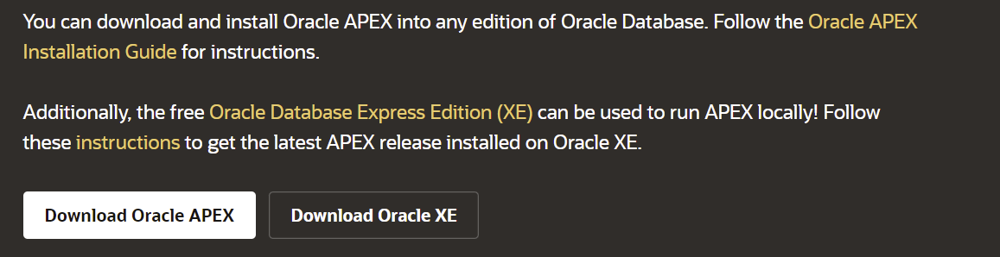 You can download and install Oracle APEX into any edition of Oracle Database. Follow the Oracle APEX
Installation Guide for instructions.
Additionally, the free Oracle Database Express Edition (XE) can be used to run APEX locally! Follow
these instructions to get the latest APEX release installed on Oracle XE.
Download Oracle APEX
Download Oracle XE